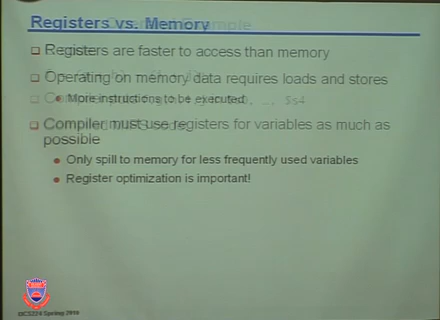 Registers vs. Memory
Registers are faster to access than memory
Operating on memory data requires loads and stores
More instructions to be executed
Compiler must use registers for variables as much as
possible
Only spill to memory for less frequently used variables
Register optimization is important!
Spring